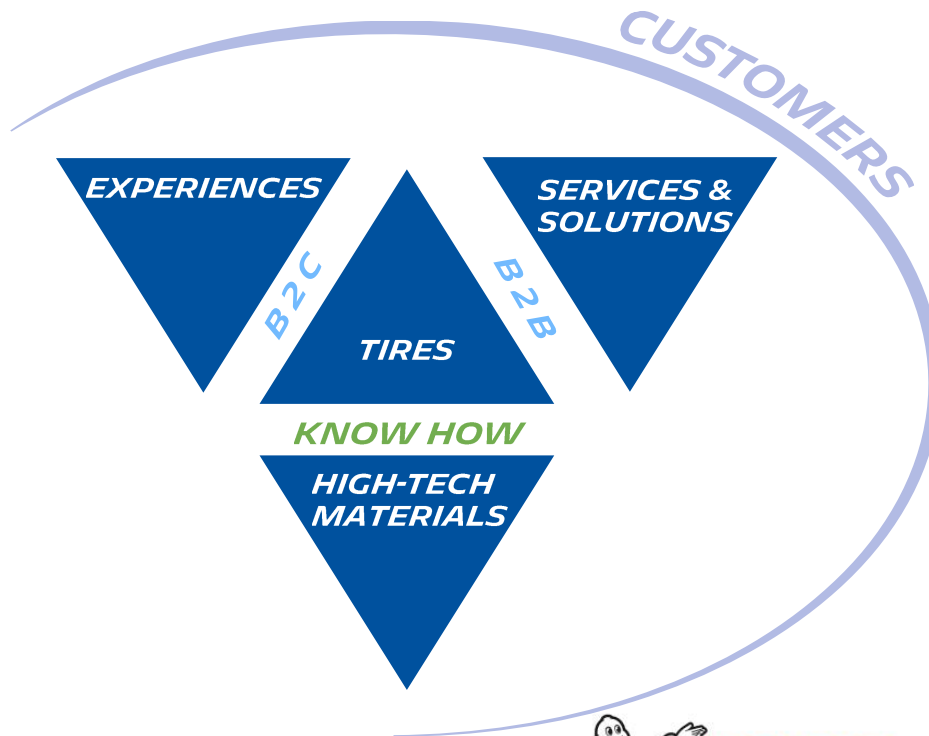 CUSTOMERS
EXPERIENCES
SERVICES &
SOLUTIONS
B2C
B2B
TIRES
KNOW HOW
HIGH-TECH
MATERIALS